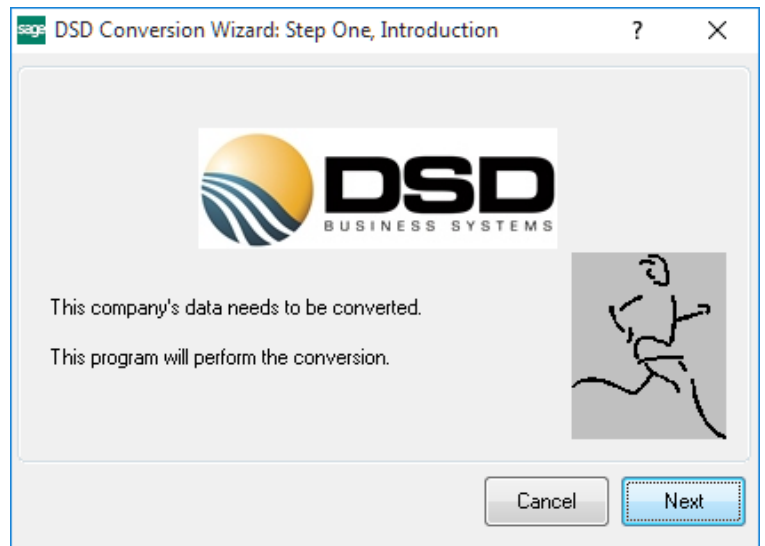 sage DSD Conversion Wizard: Step One, Introduction ? ×
DSD
BUSINESS SYSTEMS
This company's data needs to be converted.
This program will perform the conversion.
Cancel Next